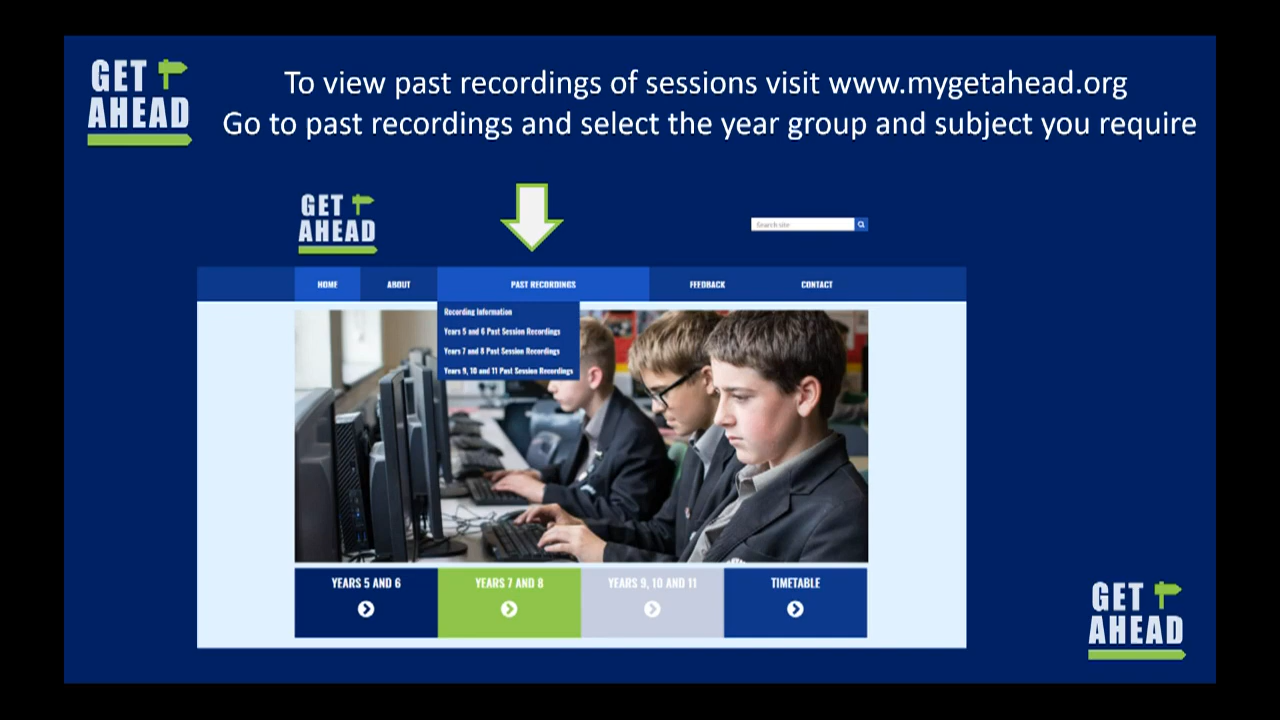 GET
AHEAD
To view past recordings of sessions visit www.mygetahead.org
Go to past recordings and select the year group and subject you require
GET
AHEAD
Search site
HOME ABOUT PAST RECORDINGS FEEDBACK CONTACT
Recording Information
Years 5 and 6 Past Session Recordings
Years 7 and 8 Past Session Recordings
Years 9, 10 and 11 Past Session Recordings
YEARS 5 AND 6 YEARS 7 AND 8 YEARS 9, 10 AND 11 TIMETABLE
GET
AHEAD